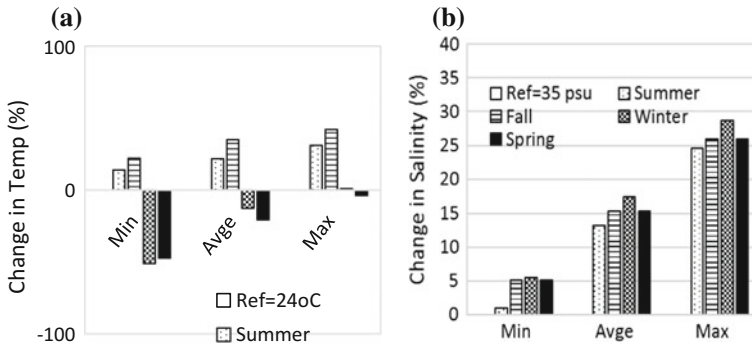 (a)
Change in Temp (%)
100
0
-100
Min
Avge
Max
Ref=24oC
Summer
(b)
Change in Salinity (%)
40
35
30
25
20
15
10
5
0
Ref=35 psu
Summer
Fall
Winter
Spring
Min
Avge
Max